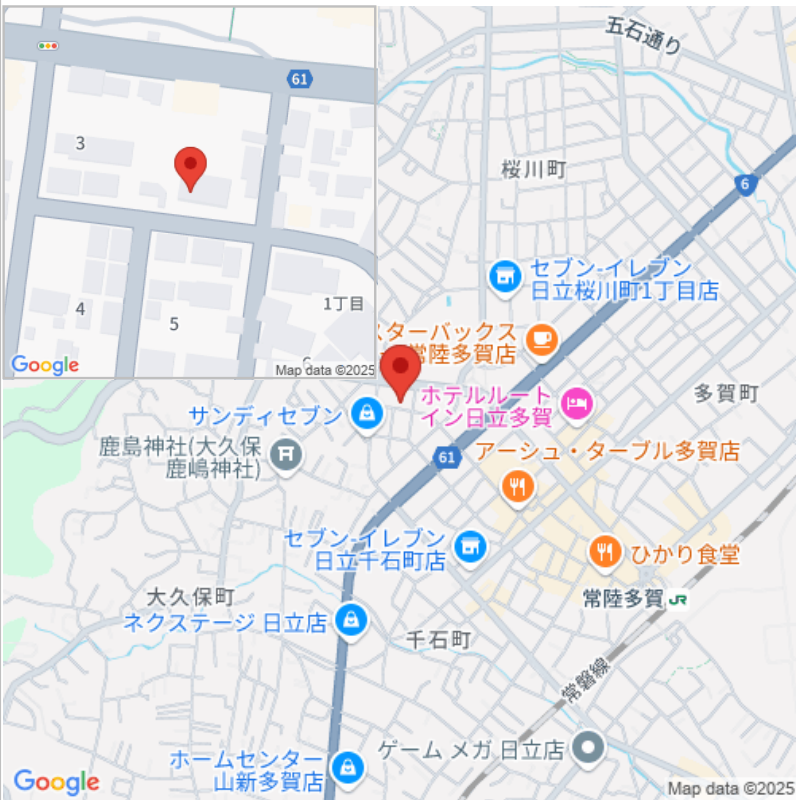 61
3
4
5
1丁目
Google
Map data ©2025
五石通り
桜川町
6
セブン-イレブン
日立桜川町1丁目店
スターバックス
常陸多賀店
ホテルルート
イン日立多賀
多賀町
サンディセブン
鹿島神社(大久保
鹿嶋神社)
61
アーシュ・ターブル多賀店
セブン-イレブン
日立千石町店
ひかり食堂
大久保町
常陸多賀 JR
ネクステージ 日立店
千石町
常磐線
ゲーム メガ 日立店
ホームセンター
山新多賀店
Google
Map data ©2025